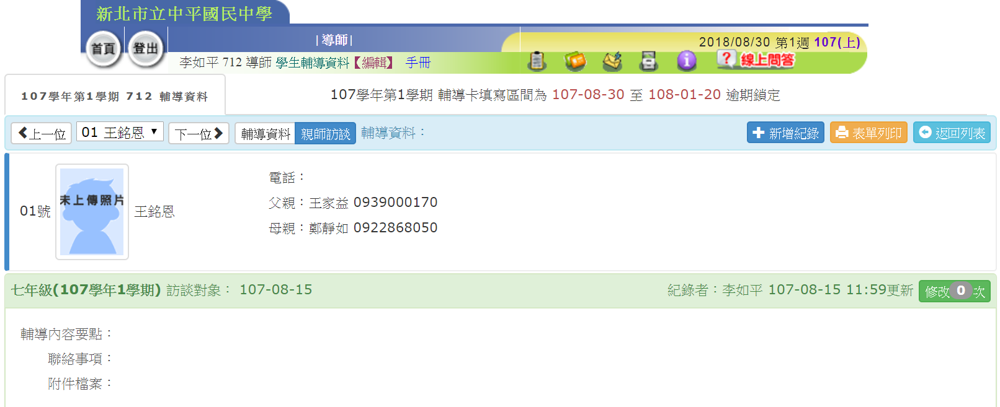 新北市立中平國民中學
首頁 登出 |導師| 2018/08/30 第1週 107(上)
李如平 712 導師 學生輔導資料【編輯】 手冊 ? 線上問答
107學年第1學期 712 輔導資料 107學年第1學期 輔導卡填寫區間為 107-08-30 至 108-01-20 逾期鎖定
上一位 01 王銘恩 下一位 輔導資料 親師訪談 輔導資料： 新增紀錄 表單列印 返回列表
電話：
未上傳照片
父親：王家益 0939000170
01號 王銘恩
母親：鄭靜如 0922868050
七年級(107學年1學期) 訪談對象： 107-08-15 紀錄者：李如平 107-08-15 11:59更新 修改 0 次
輔導內容要點：
聯絡事項：
附件檔案：